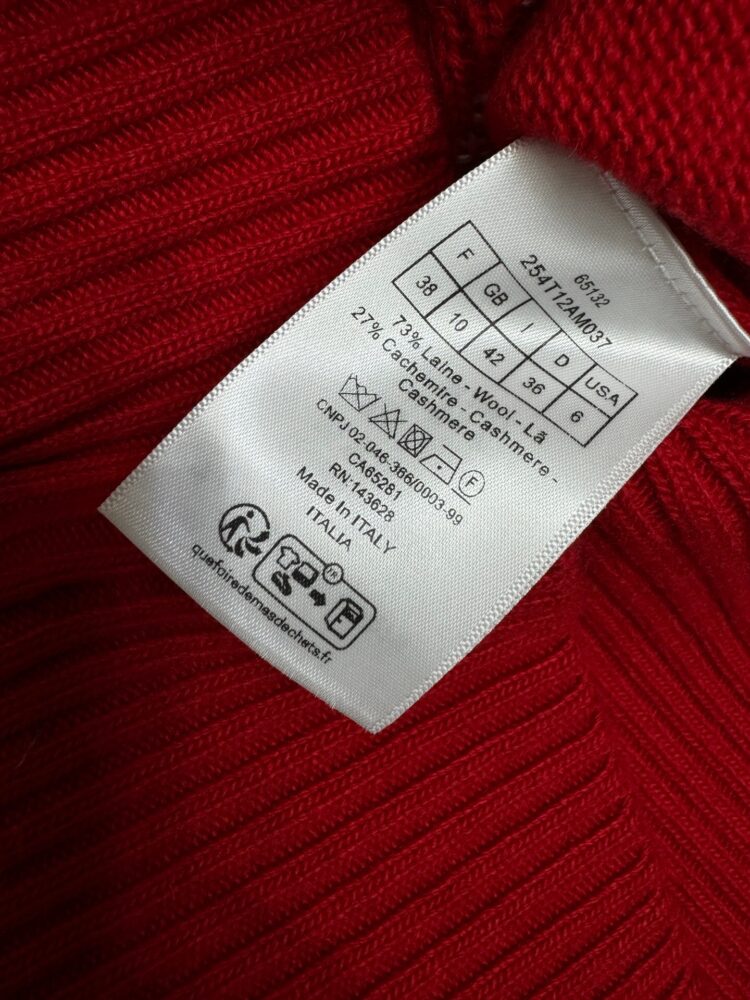 65132
254T12AM037
F GB I D USA
38 10 42 36 6
73% Laine - Wool - Lã
27% Cachemire - Cashmere -
Cashmere
F
CNPJ 02-046-366/0003-99
CA65281
RN:143628
Made In ITALY
ITALIA
FR
quefairedemesdechets.fr